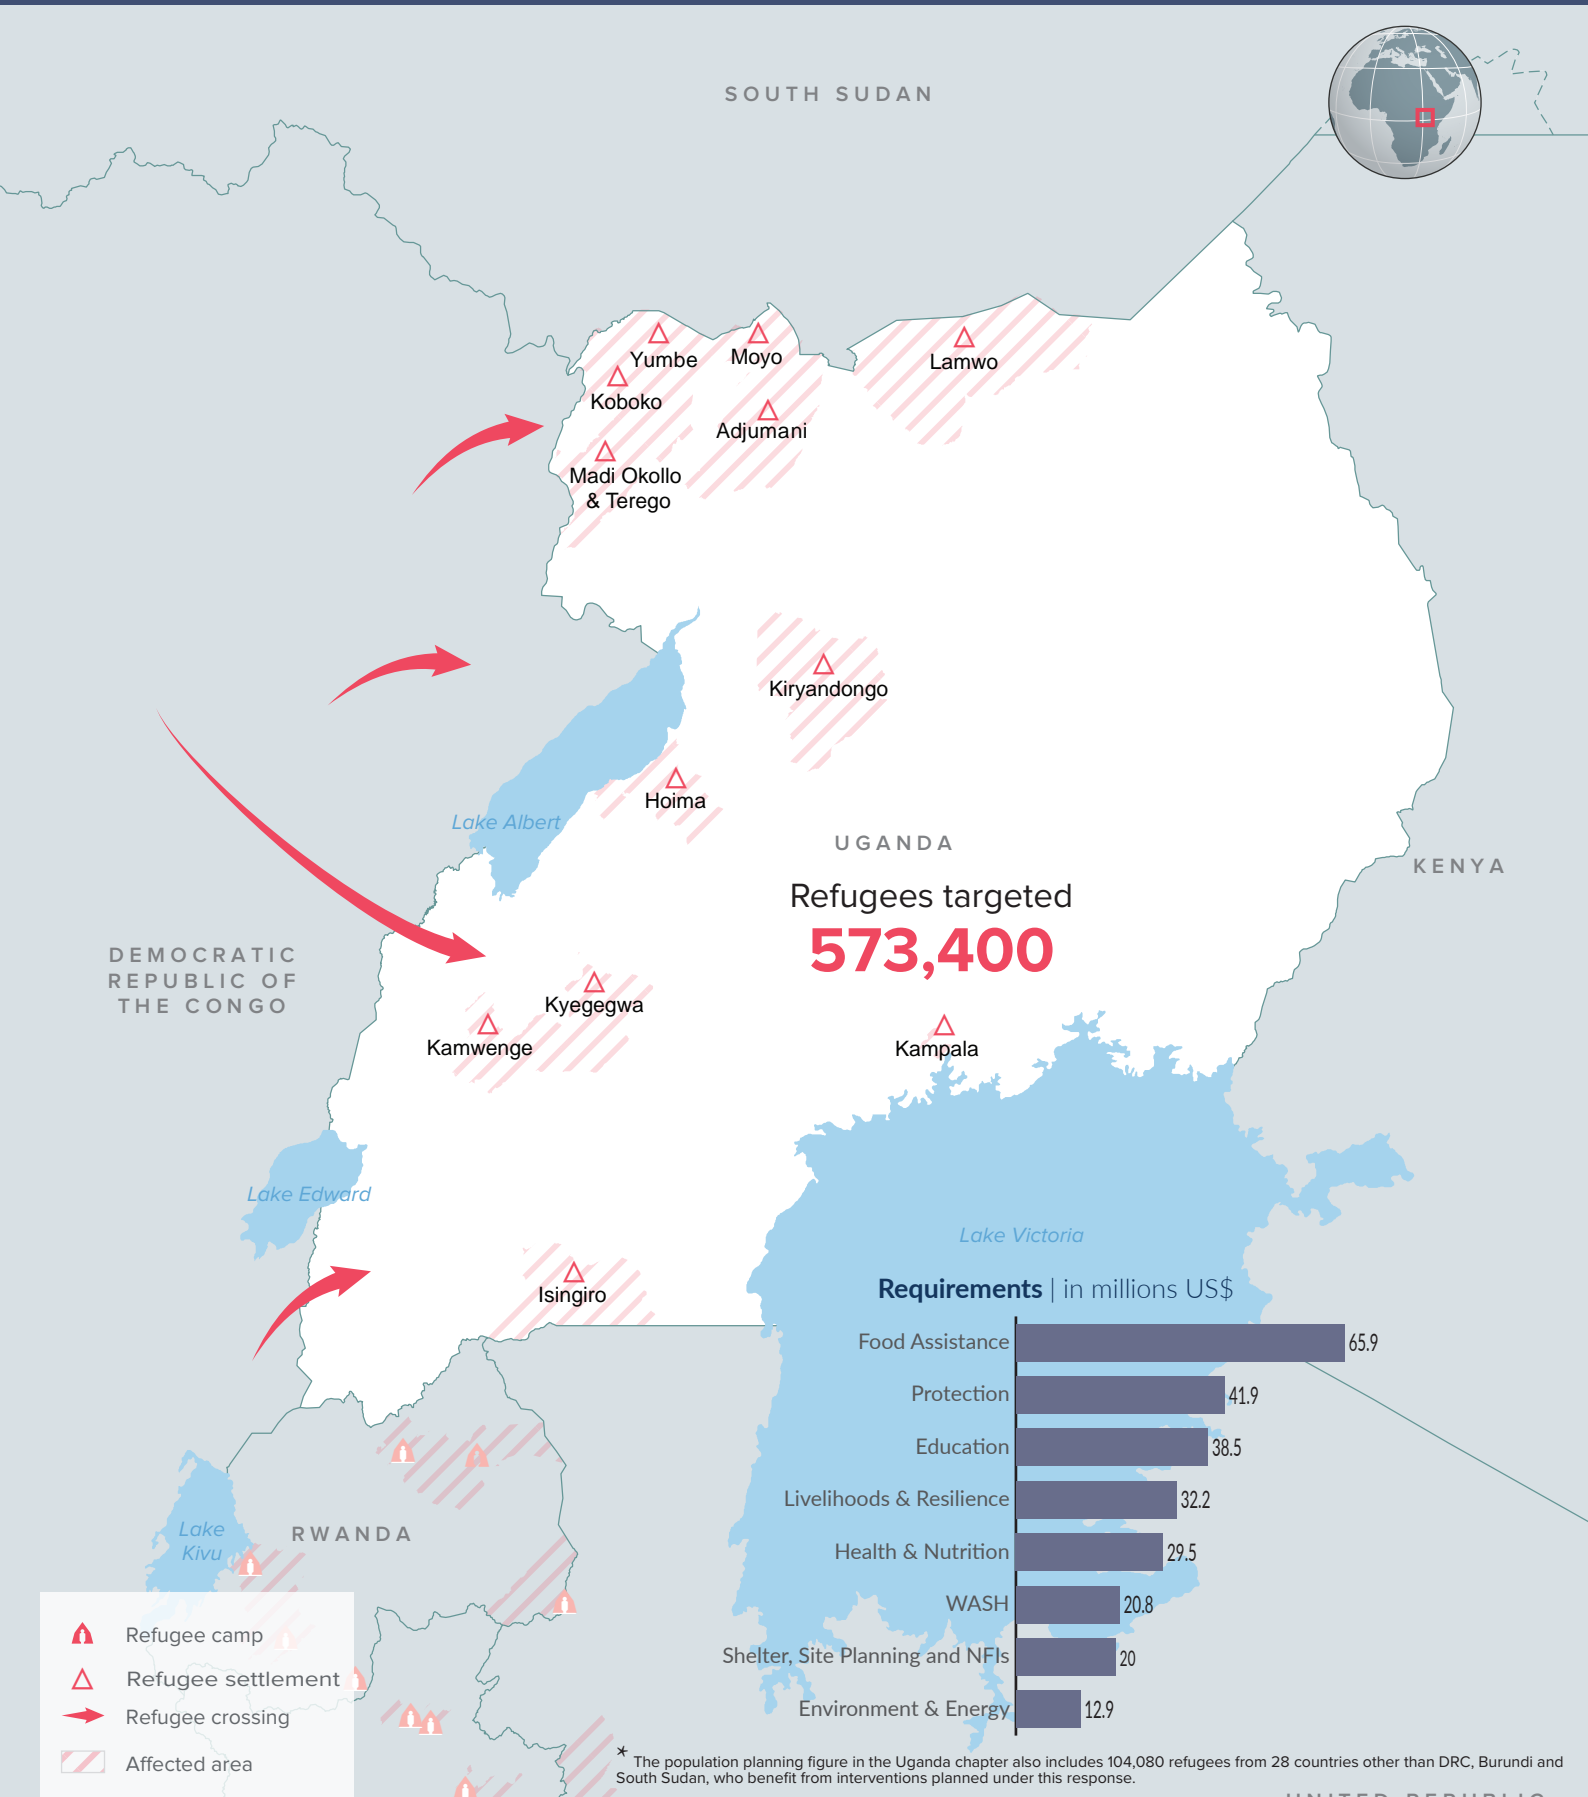 SOUTH SUDAN
Yumbe
Moyo
Lamwo
Koboko
Adjumani
Madi Okollo
& Terego
Kiryandongo
Hoima
Lake Albert
UGANDA
KENYA
Refugees targeted
573,400
DEMOCRATIC
REPUBLIC OF
THE CONGO
Kyegegwa
Kamwenge
Kampala
Lake Edward
Lake Victoria
Isingiro
Requirements | in millions US$
Food Assistance 65.9
Protection 41.9
Education 38.5
Livelihoods & Resilience 32.2
Health & Nutrition 29.5
WASH 20.8
Shelter, Site Planning and NFIs 20
Environment & Energy 12.9
Lake
Kivu
RWANDA
Refugee camp
Refugee settlement
Refugee crossing
Affected area
* The population planning figure in the Uganda chapter also includes 104,080 refugees from 28 countries other than DRC, Burundi and
South Sudan, who benefit from interventions planned under this response.
UNITED REPUBLIC